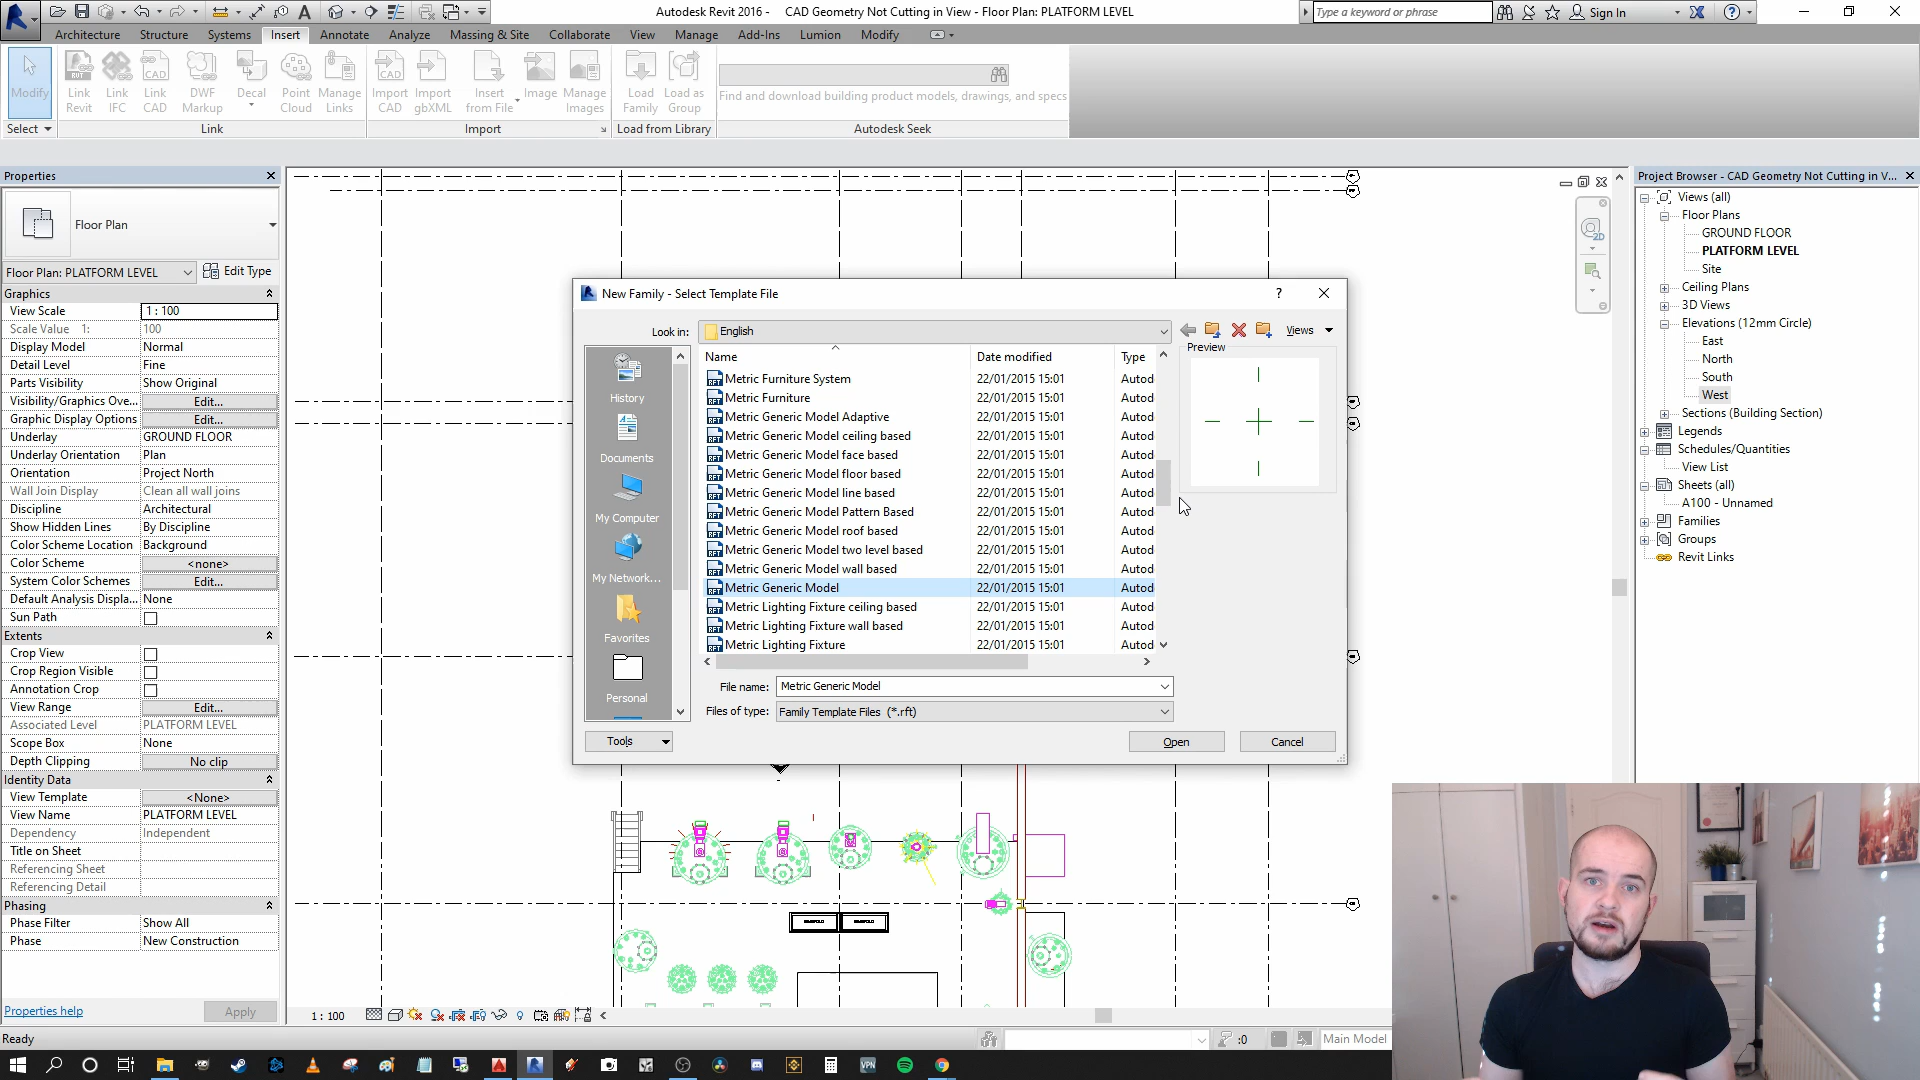 Autodesk Revit 2016 - CAD Geometry Not Cutting in View - Floor Plan: PLATFORM LEVEL
Type a keyword or phrase
Sign In
Architecture Structure Systems Insert Annotate Analyze Massing & Site Collaborate View Manage Add-Ins Lumion Modify
Modify
Link Revit
Link IFC
Link CAD
DWF Markup
Decal
Point Cloud
Manage Links
Import CAD
Import gbXML
Insert from File
Image
Manage Images
Load Family
Load as Group
Find and download building product models, drawings, and specs
Select
Link
Import
Load from Library
Autodesk Seek
Properties
Floor Plan
Floor Plan: PLATFORM LEVEL
Edit Type
Graphics
View Scale 1 : 100
Scale Value 1: 100
Display Model Normal
Detail Level Fine
Parts Visibility Show Original
Visibility/Graphics Ove... Edit...
Graphic Display Options Edit...
Underlay GROUND FLOOR
Underlay Orientation Plan
Orientation Project North
Wall Join Display Clean all wall joins
Discipline Architectural
Show Hidden Lines By Discipline
Color Scheme Location Background
Color Scheme <none>
System Color Schemes Edit...
Default Analysis Displa... None
Sun Path
Extents
Crop View
Crop Region Visible
Annotation Crop
View Range Edit...
Associated Level PLATFORM LEVEL
Scope Box None
Depth Clipping No clip
Identity Data
View Template <None>
View Name PLATFORM LEVEL
Dependency Independent
Title on Sheet
Referencing Sheet
Referencing Detail
Phasing
Phase Filter Show All
Phase New Construction
Properties help
Apply
New Family - Select Template File
Look in: English
Views
History
Documents
My Computer
My Network...
Favorites
Personal
Name Date modified Type
Metric Furniture System 22/01/2015 15:01 Autod
Metric Furniture 22/01/2015 15:01 Autod
Metric Generic Model Adaptive 22/01/2015 15:01 Autod
Metric Generic Model ceiling based 22/01/2015 15:01 Autod
Metric Generic Model face based 22/01/2015 15:01 Autod
Metric Generic Model floor based 22/01/2015 15:01 Autod
Metric Generic Model line based 22/01/2015 15:01 Autod
Metric Generic Model Pattern Based 22/01/2015 15:01 Autod
Metric Generic Model roof based 22/01/2015 15:01 Autod
Metric Generic Model two level based 22/01/2015 15:01 Autod
Metric Generic Model wall based 22/01/2015 15:01 Autod
Metric Generic Model 22/01/2015 15:01 Autod
Metric Lighting Fixture ceiling based 22/01/2015 15:01 Autod
Metric Lighting Fixture wall based 22/01/2015 15:01 Autod
Metric Lighting Fixture 22/01/2015 15:01 Autod
Preview
File name: Metric Generic Model
Files of type: Family Template Files (*.rft)
Tools
Open
Cancel
Project Browser - CAD Geometry Not Cutting in V...
Views (all)
Floor Plans
GROUND FLOOR
PLATFORM LEVEL
Site
Ceiling Plans
3D Views
Elevations (12mm Circle)
East
North
South
West
Sections (Building Section)
Legends
Schedules/Quantities
View List
Sheets (all)
A100 - Unnamed
Families
Groups
Revit Links
2D
1 : 100
Ready
:0
Main Model
VPN